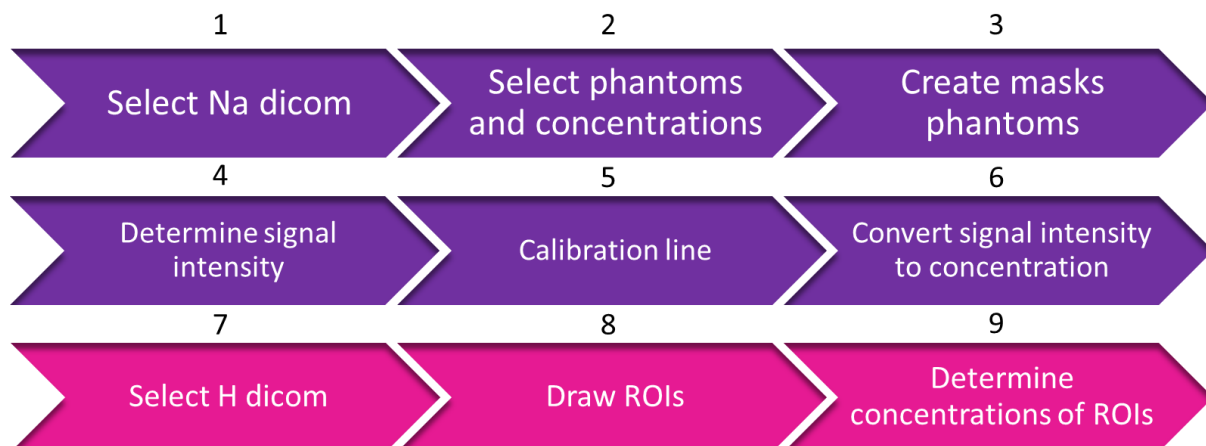 1
2
3
Select Na dicom
Select phantoms
and concentrations
Create masks
phantoms
4
5
6
Determine signal
intensity
Calibration line
Convert signal intensity
to concentration
7
8
9
Select H dicom
Draw ROIs
Determine
concentrations of ROIs